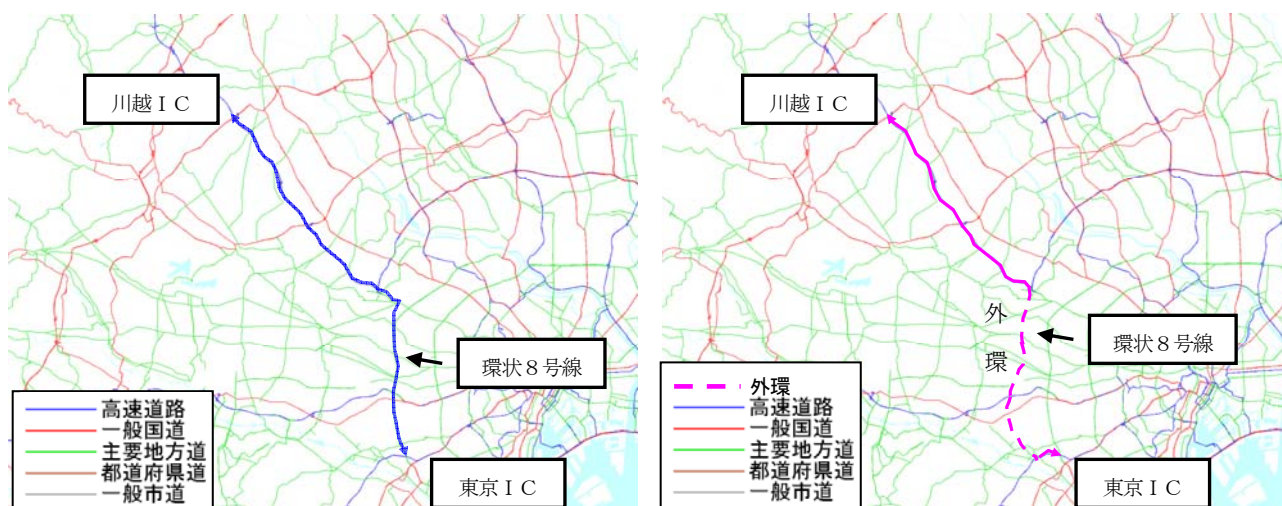 川越ＩＣ
環状８号線
高速道路
一般国道
主要地方道
都道府県道
一般市道
東京ＩＣ
川越ＩＣ
外
環
環状８号線
外環
高速道路
一般国道
主要地方道
都道府県道
一般市道
東京ＩＣ